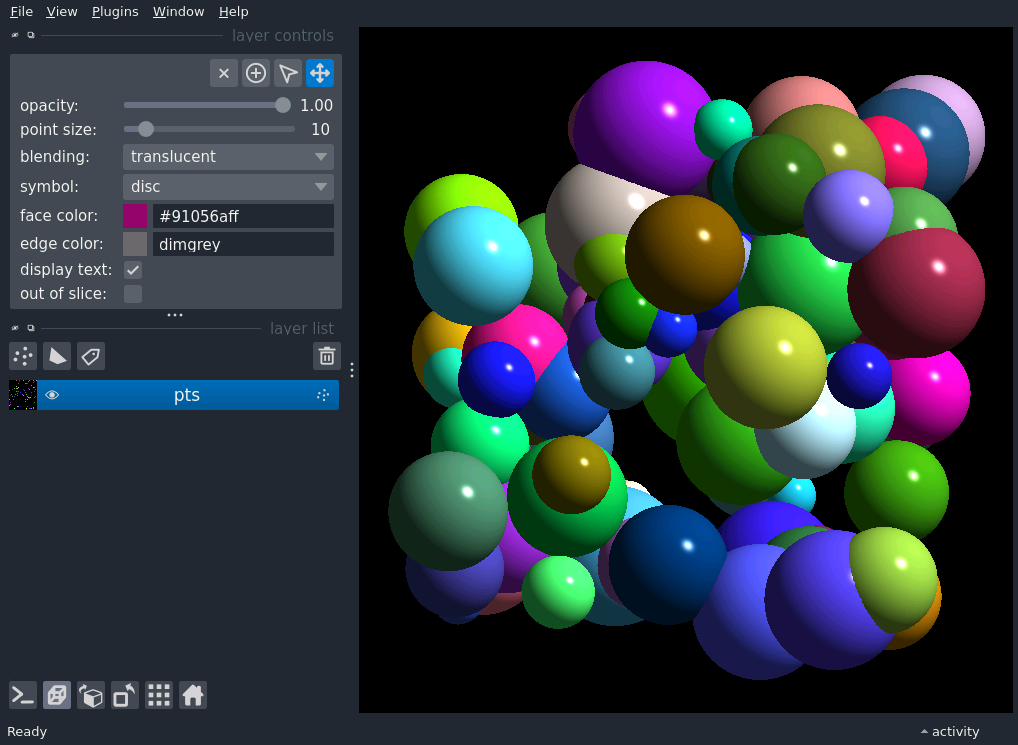 File View Plugins Window Help
layer controls
opacity: 1.00
point size: 10
blending: translucent
symbol: disc
face color: #91056aff
edge color: dimgrey
display text:
out of slice:
layer list
pts
Ready
activity